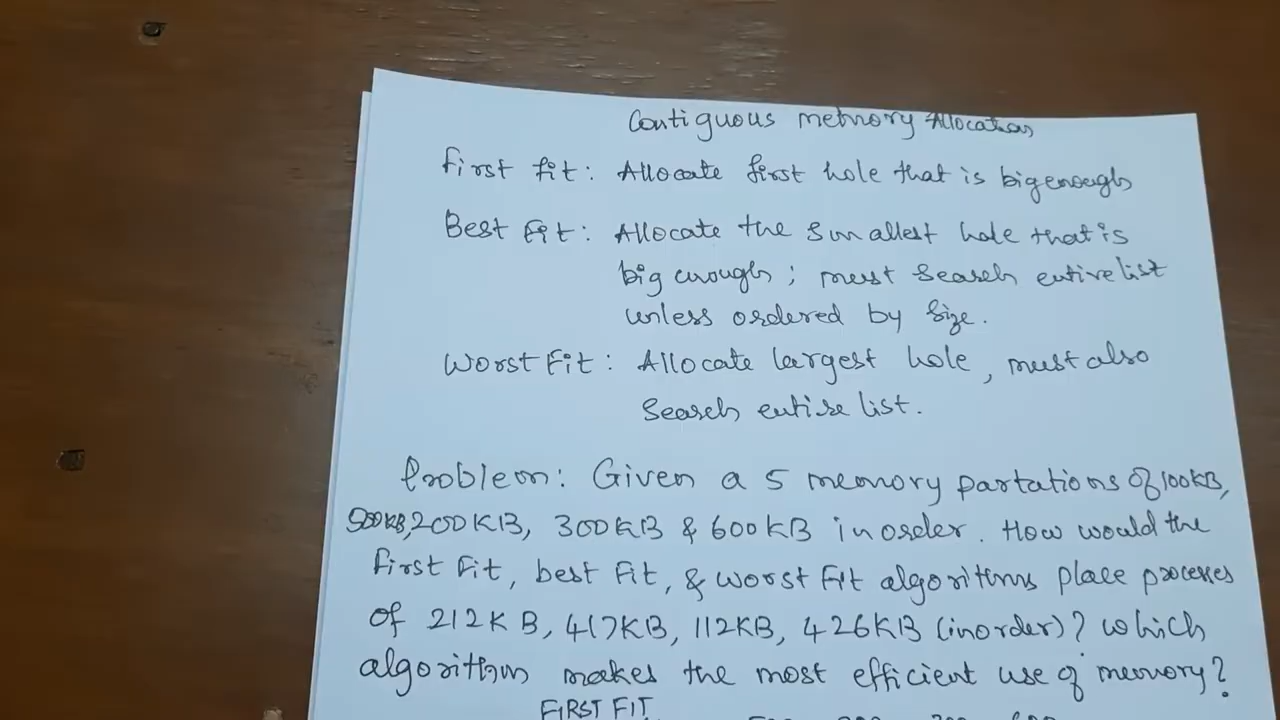 Contiguous memory Allocation
First fit: Allocate first hole that is big enough
Best Fit: Allocate the smallest hole that is
big enough; must search entire list
unless ordered by size.
Worst Fit: Allocate largest hole, must also
search entire list.
Problem: Given a 5 memory partations of 100KB,
500KB, 200KB, 300KB & 600KB in order. How would the
First Fit, best Fit, & worst Fit algorithms place processes
of 212KB, 417KB, 112KB, 426KB (inorder)? which
algorithm makes the most efficient use of memory?
FIRST FIT